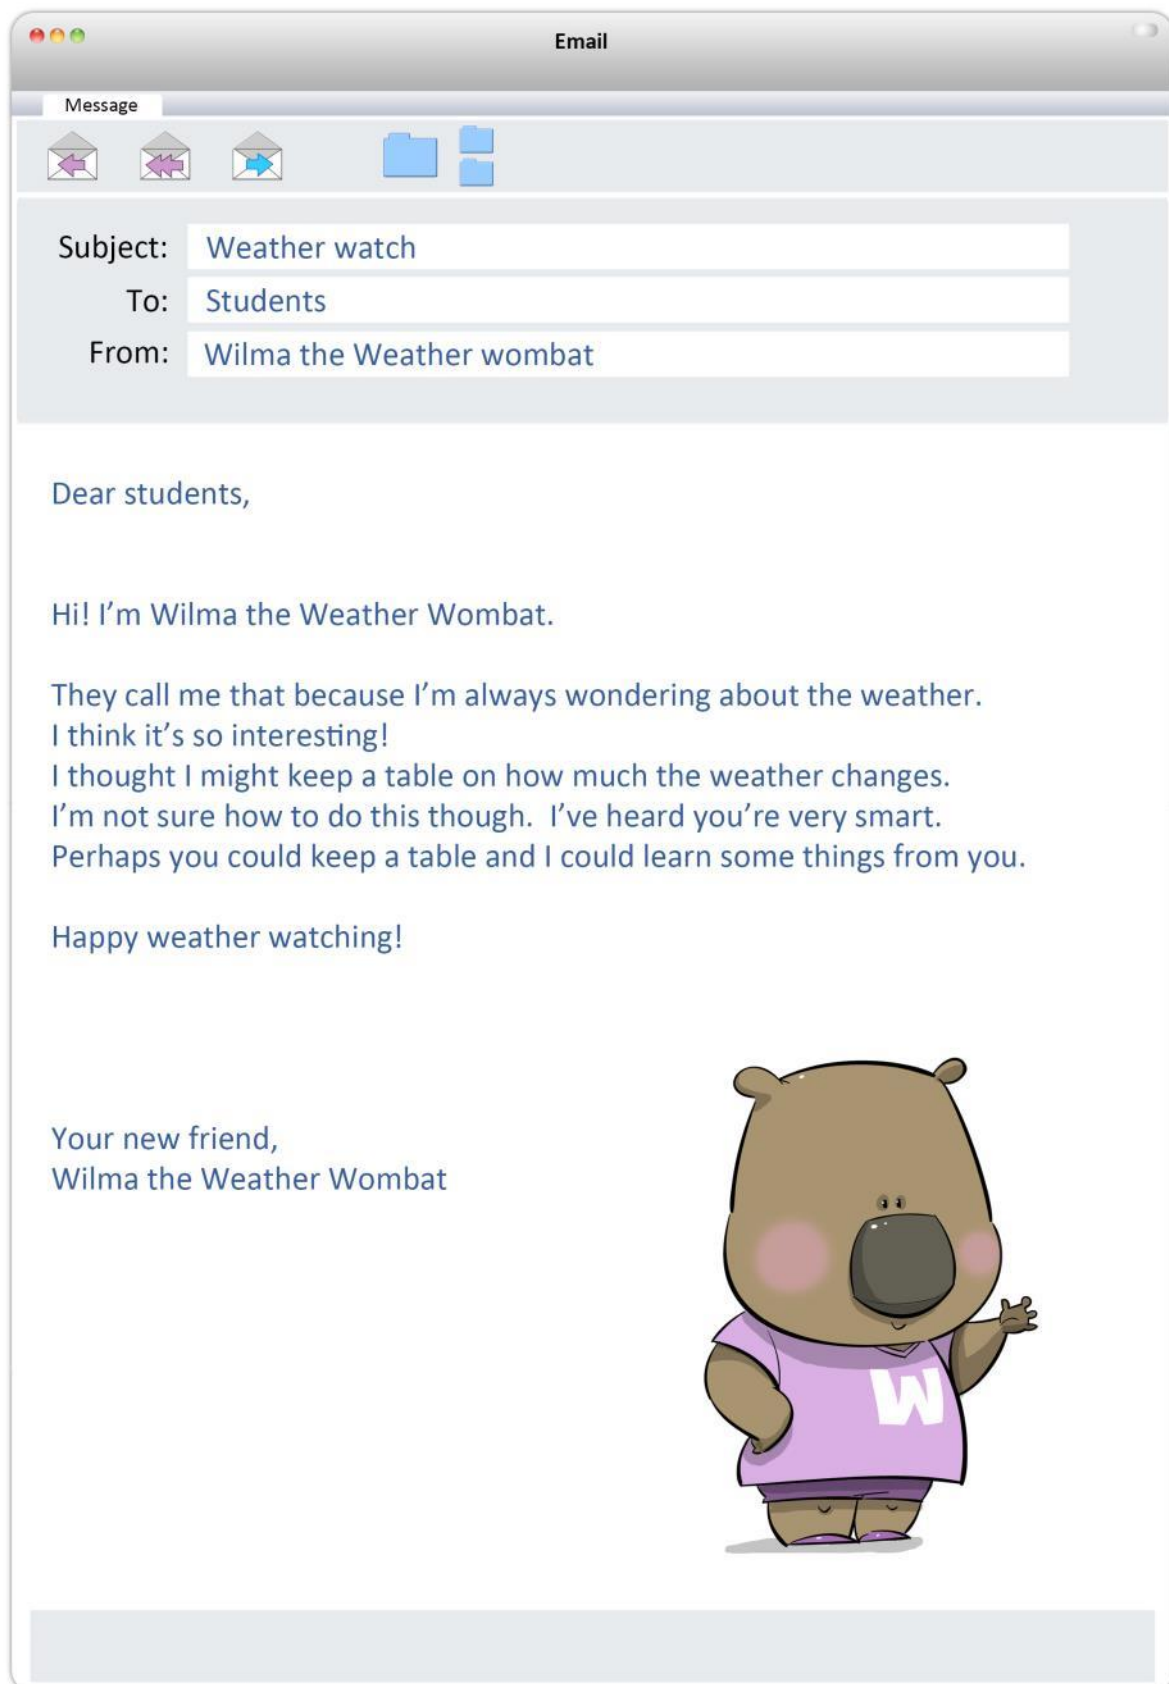 Email
Message
Subject: Weather watch
To: Students
From: Wilma the Weather wombat
Dear students,
Hi! I’m Wilma the Weather Wombat.
They call me that because I’m always wondering about the weather.
I think it’s so interesting!
I thought I might keep a table on how much the weather changes.
I’m not sure how to do this though.  I’ve heard you’re very smart.
Perhaps you could keep a table and I could learn some things from you.
Happy weather watching!
Your new friend,
Wilma the Weather Wombat
W